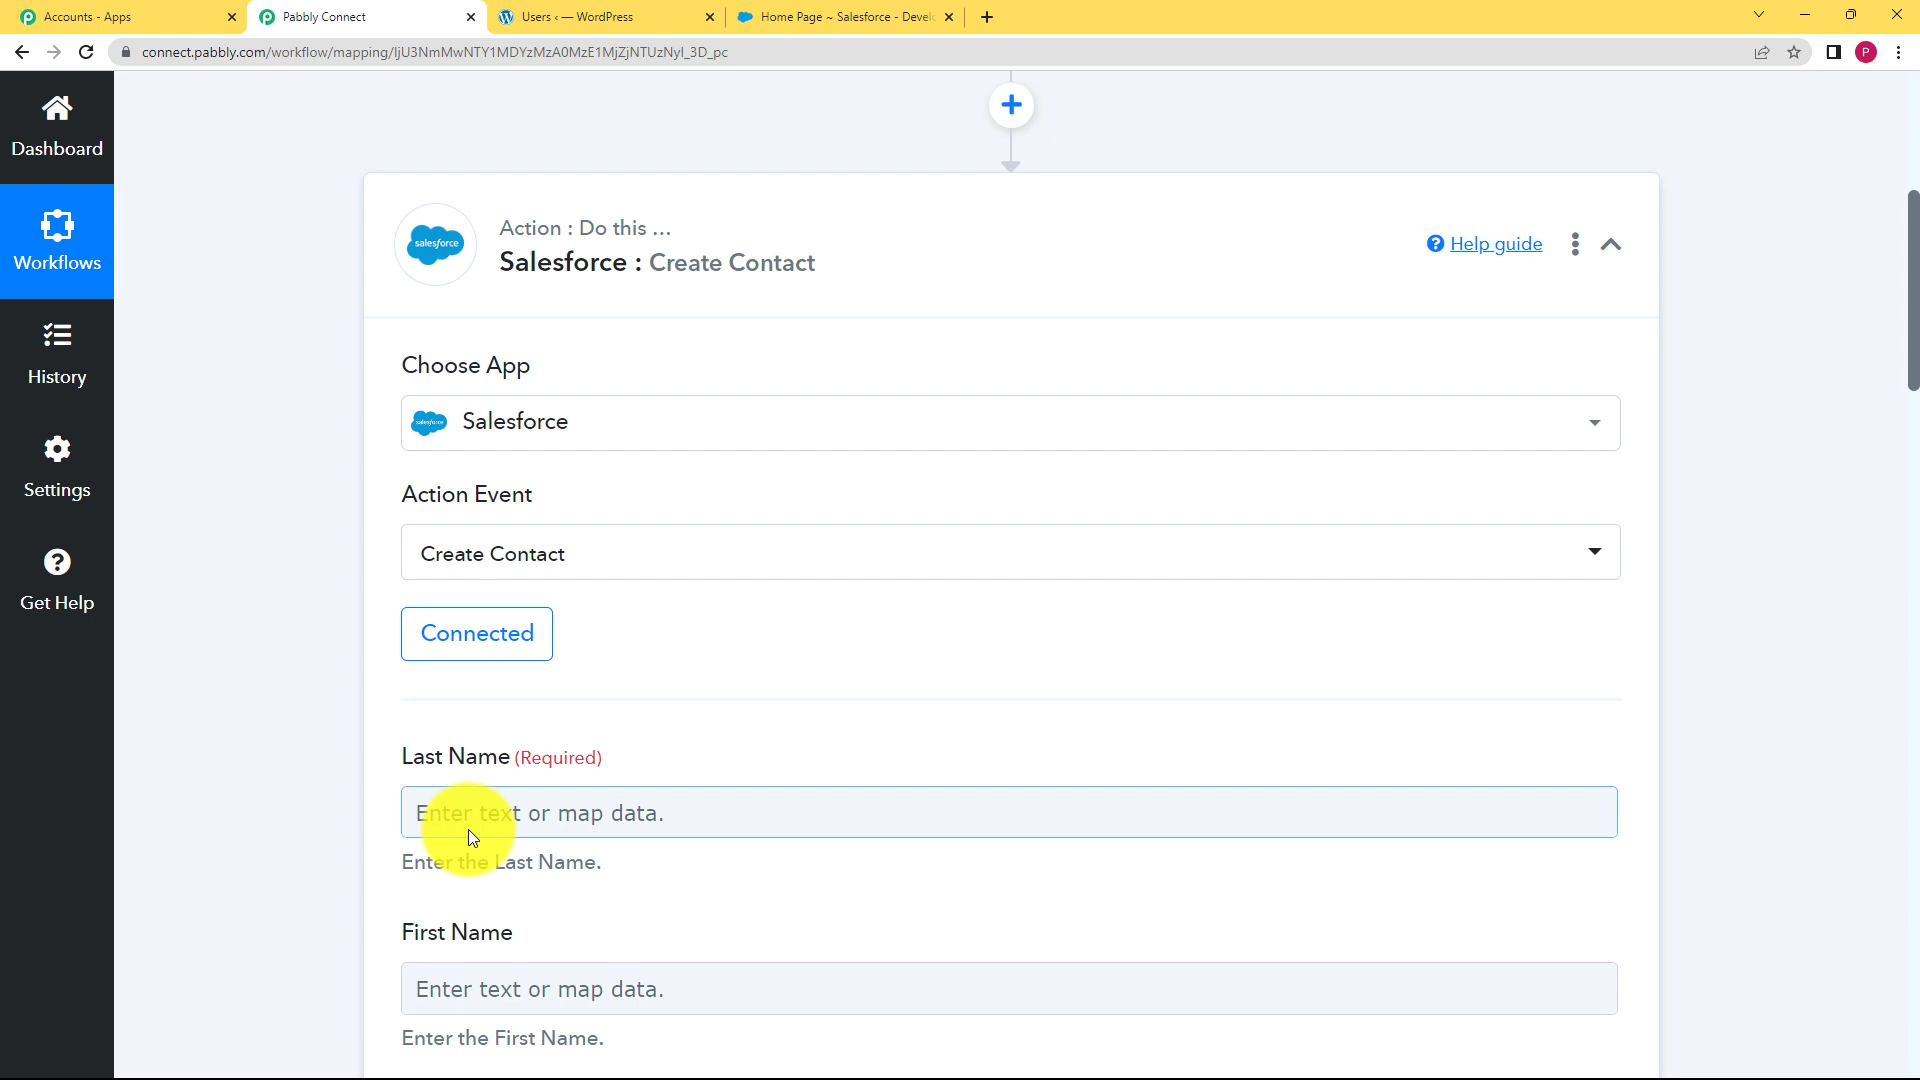 Accounts - Apps
Pabbly Connect
Users ‹ — WordPress
Home Page ~ Salesforce - Devel
connect.pabbly.com/workflow/mapping/IjU3NmMwNTY1MDYzMzA0MzE1MjZjNTUzNyI_3D_pc
P
Dashboard
Workflows
History
Settings
Get Help
salesforce
Action : Do this ...
Salesforce : Create Contact
Help guide
Choose App
salesforce
Salesforce
Action Event
Create Contact
Connected
Last Name (Required)
Enter text or map data.
Enter the Last Name.
First Name
Enter text or map data.
Enter the First Name.